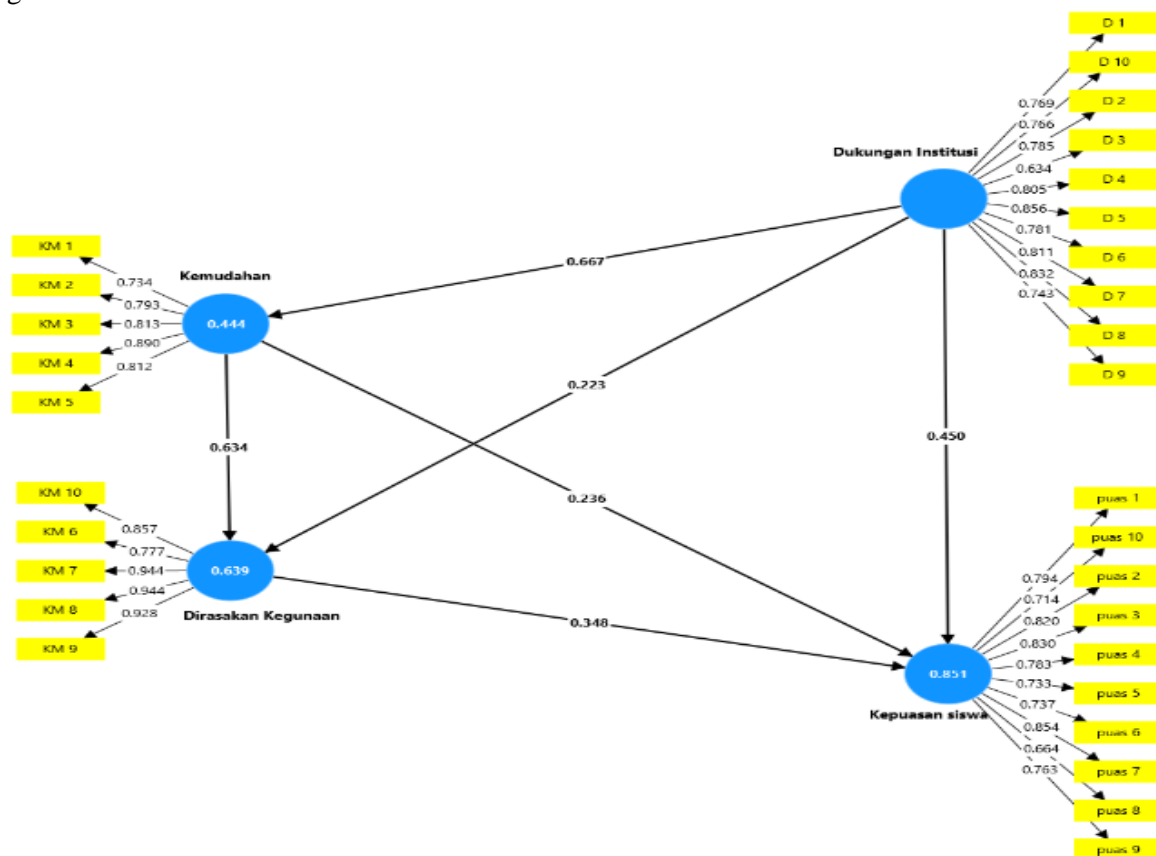 g
D 1
D 10
D 2
D 3
D 4
D 5
D 6
D 7
D 8
D 9
0.769
0.766
0.785
0.634
0.805
0.856
0.781
0.811
0.832
0.743
Dukungan Institusi
KM 1
KM 2
KM 3
KM 4
KM 5
0.734
0.793
0.813
0.890
0.812
Kemudahan
0.444
0.667
0.223
0.450
0.634
0.236
KM 10
KM 6
KM 7
KM 8
KM 9
0.857
0.777
0.944
0.944
0.928
0.639
Dirasakan Kegunaan
0.348
0.851
Kepuasan siswa
puas 1
puas 10
puas 2
puas 3
puas 4
puas 5
puas 6
puas 7
puas 8
puas 9
0.794
0.714
0.820
0.830
0.783
0.733
0.737
0.854
0.664
0.763